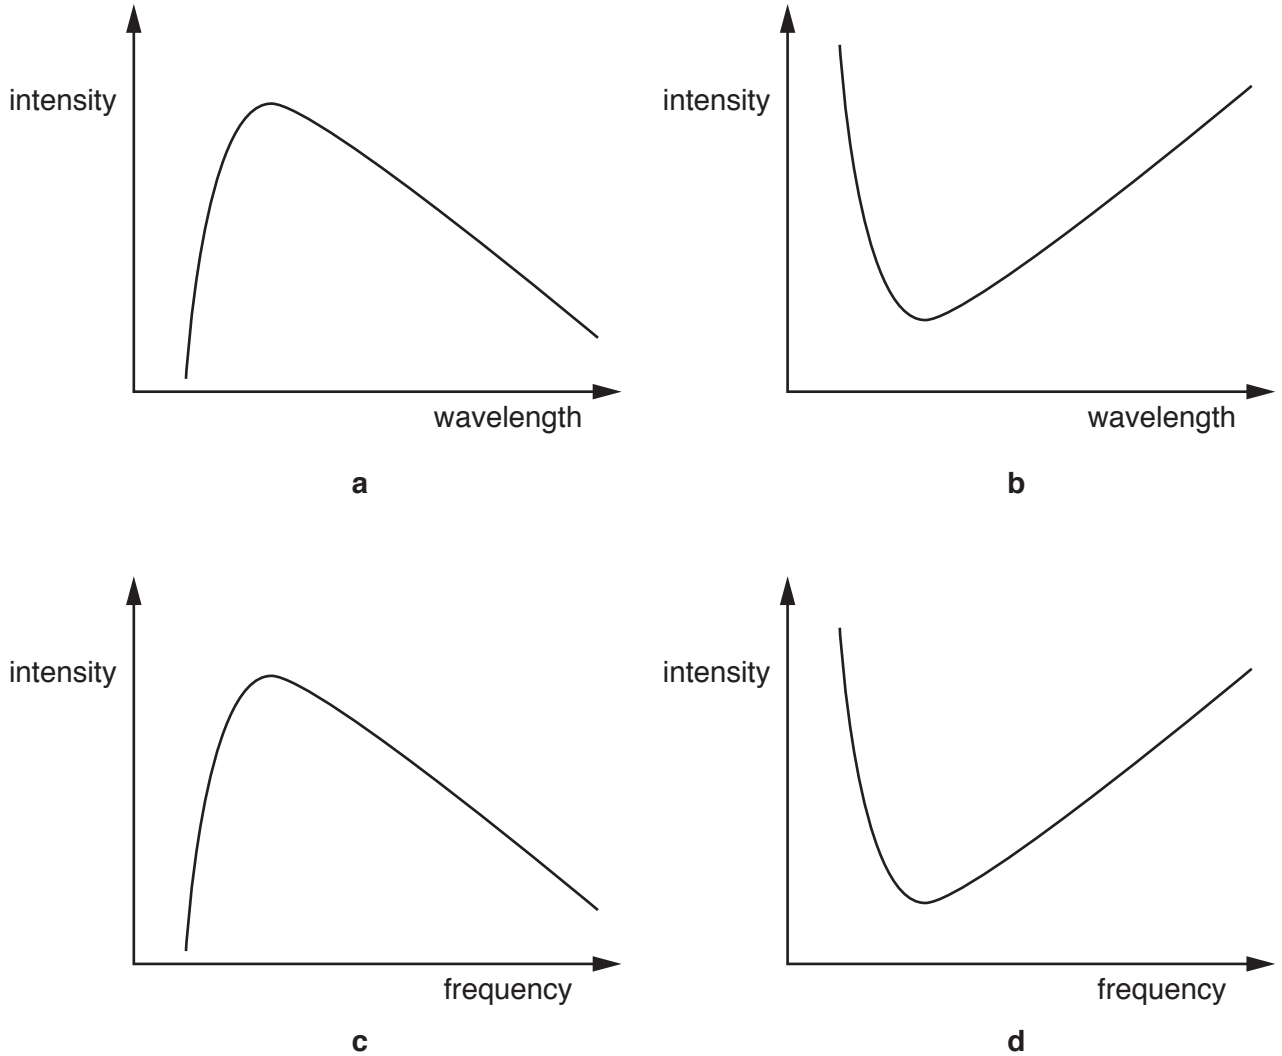 intensity
intensity
wavelength
wavelength
a
b
intensity
intensity
frequency
frequency
c
d